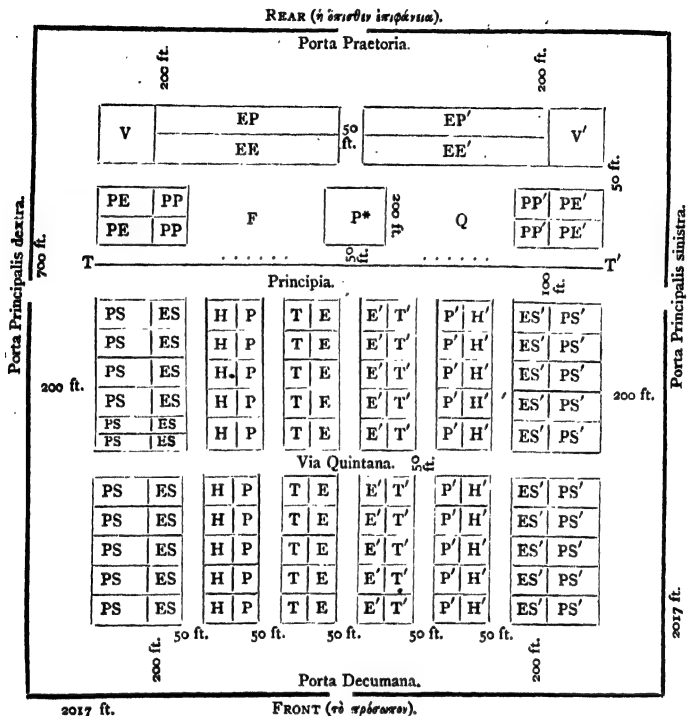 REAR (ἡ ὄπισθεν ἐπιφάνεια).
Porta Praetoria.
200 ft. 200 ft.
V EP 50 ft. EP′ V′
EE EE′
50 ft.
PE PP F P* 200 ft Q PP′ PE′
PE PP PP′ PE′
50 ft.
T T′
Principia. 100 ft.
Porta Principalis dextra.
700 ft.
Porta Principalis sinistra.
PS ES H P T E E′ T′ P′ H′ ES′ PS′
PS ES H P T E E′ T′ P′ H′ ES′ PS′
200 ft. PS ES H P T E E′ T′ P′ H′ ES′ PS′ 200 ft.
PS ES H P T E E′ T′ P′ H′ ES′ PS′
PS ES H P T E E′ T′ P′ H′ ES′ PS′
PS ES
Via Quintana. 50 ft.
PS ES H P T E E′ T′ P′ H′ ES′ PS′
PS ES H P T E E′ T′ P′ H′ ES′ PS′
PS ES H P T E E′ T′ P′ H′ ES′ PS′
PS ES H P T E E′ T′ P′ H′ ES′ PS′
PS ES H P T E E′ T′ P′ H′ ES′ PS′
50 ft. 50 ft. 50 ft. 50 ft. 50 ft.
200 ft. 200 ft.
2017 ft.
Porta Decumana.
2017 ft. FRONT (τὸ πρόσωπον).